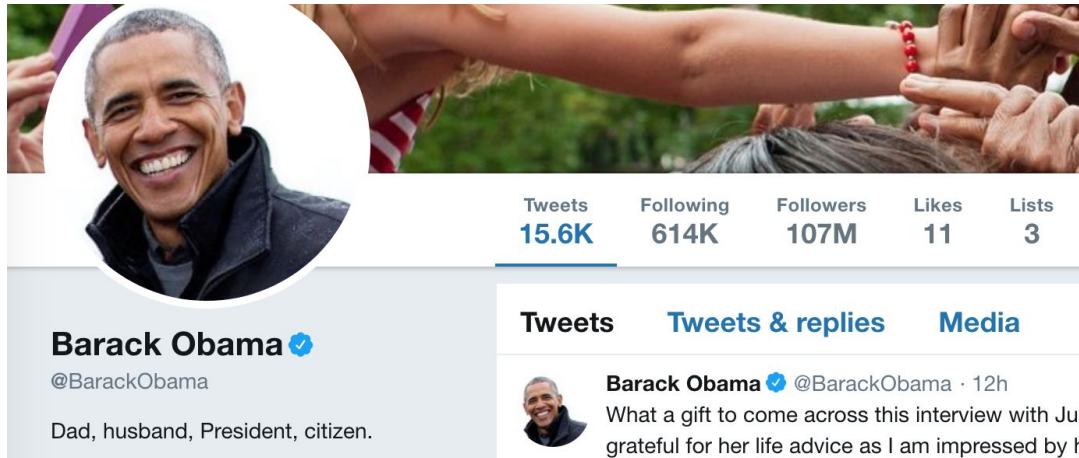 Tweets Following Followers Likes Lists
15.6K 614K 107M 11 3
Barack Obama
@BarackObama
Dad, husband, President, citizen.
Tweets Tweets & replies Media
Barack Obama @BarackObama · 12h
What a gift to come across this interview with Ju
grateful for her life advice as I am impressed by h